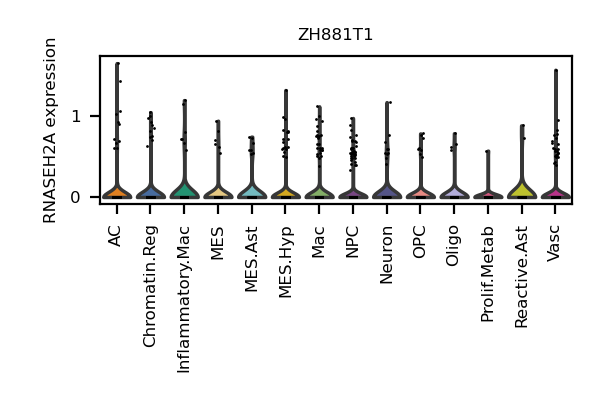 ZH881T1
RNASEH2A expression
1
0
AC
Chromatin.Reg
Inflammatory.Mac
MES
MES.Ast
MES.Hyp
Mac
NPC
Neuron
OPC
Oligo
Prolif.Metab
Reactive.Ast
Vasc